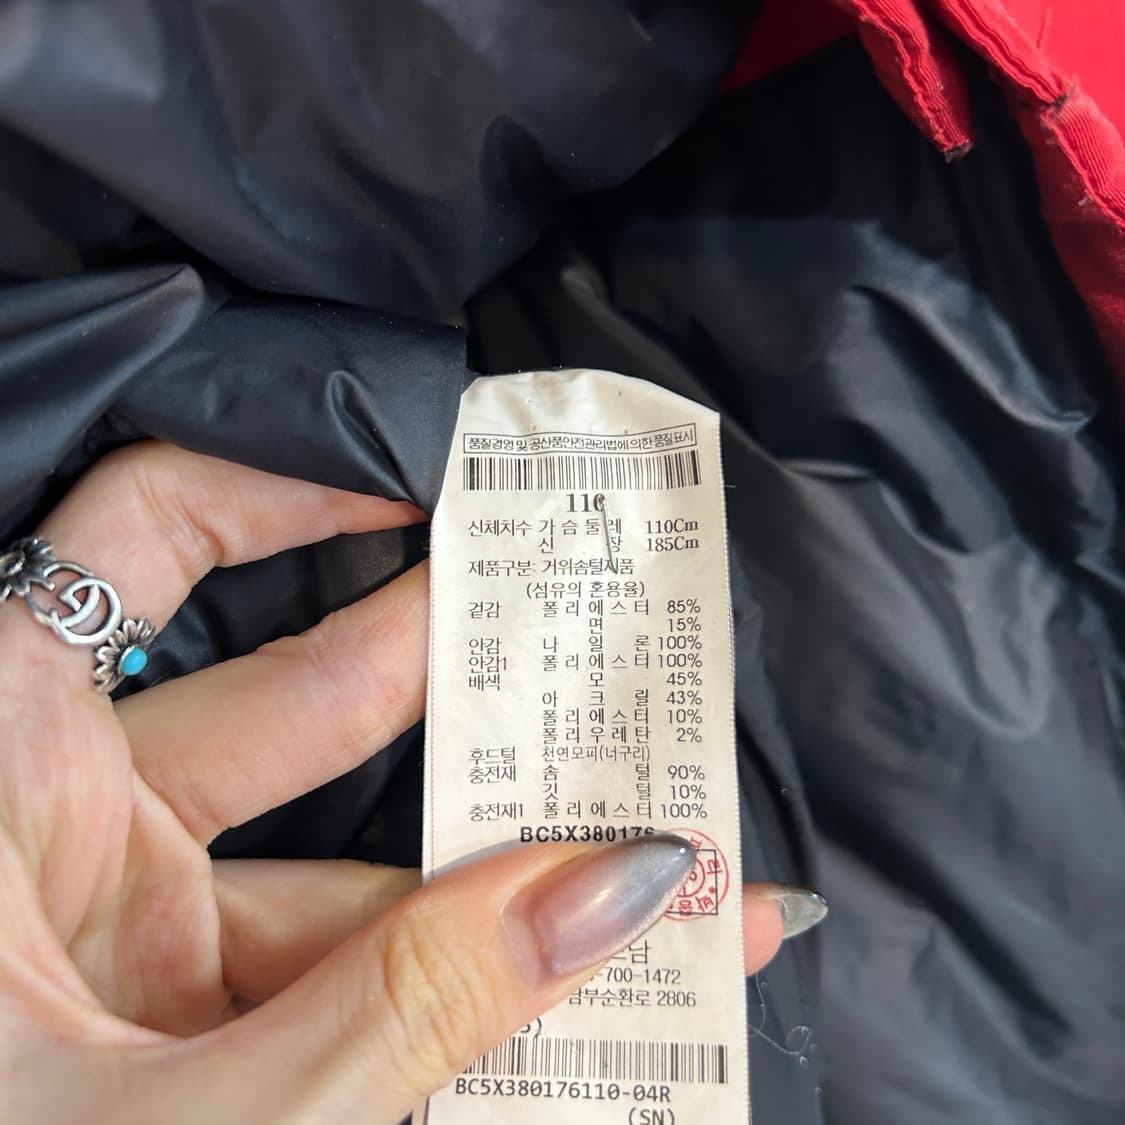 품질경영 및 공산품안전관리법에 의한 품질표시
110
신체치수 가슴둘레 110Cm
신장 185Cm
제품구분: 거위솜털제품
(섬유의 혼용율)
겉감 폴리에스터 85%
면 15%
안감 나일론 100%
안감1 폴리에스터 100%
배색 모 45%
아크릴 43%
폴리에스터 10%
폴리우레탄 2%
후드털 천연모피(너구리)
충전재 솜털 90%
깃털 10%
충전재1 폴리에스터 100%
BC5X380176
-700-1472
남부순환로 2806
BC5X380176110-04R
(SN)